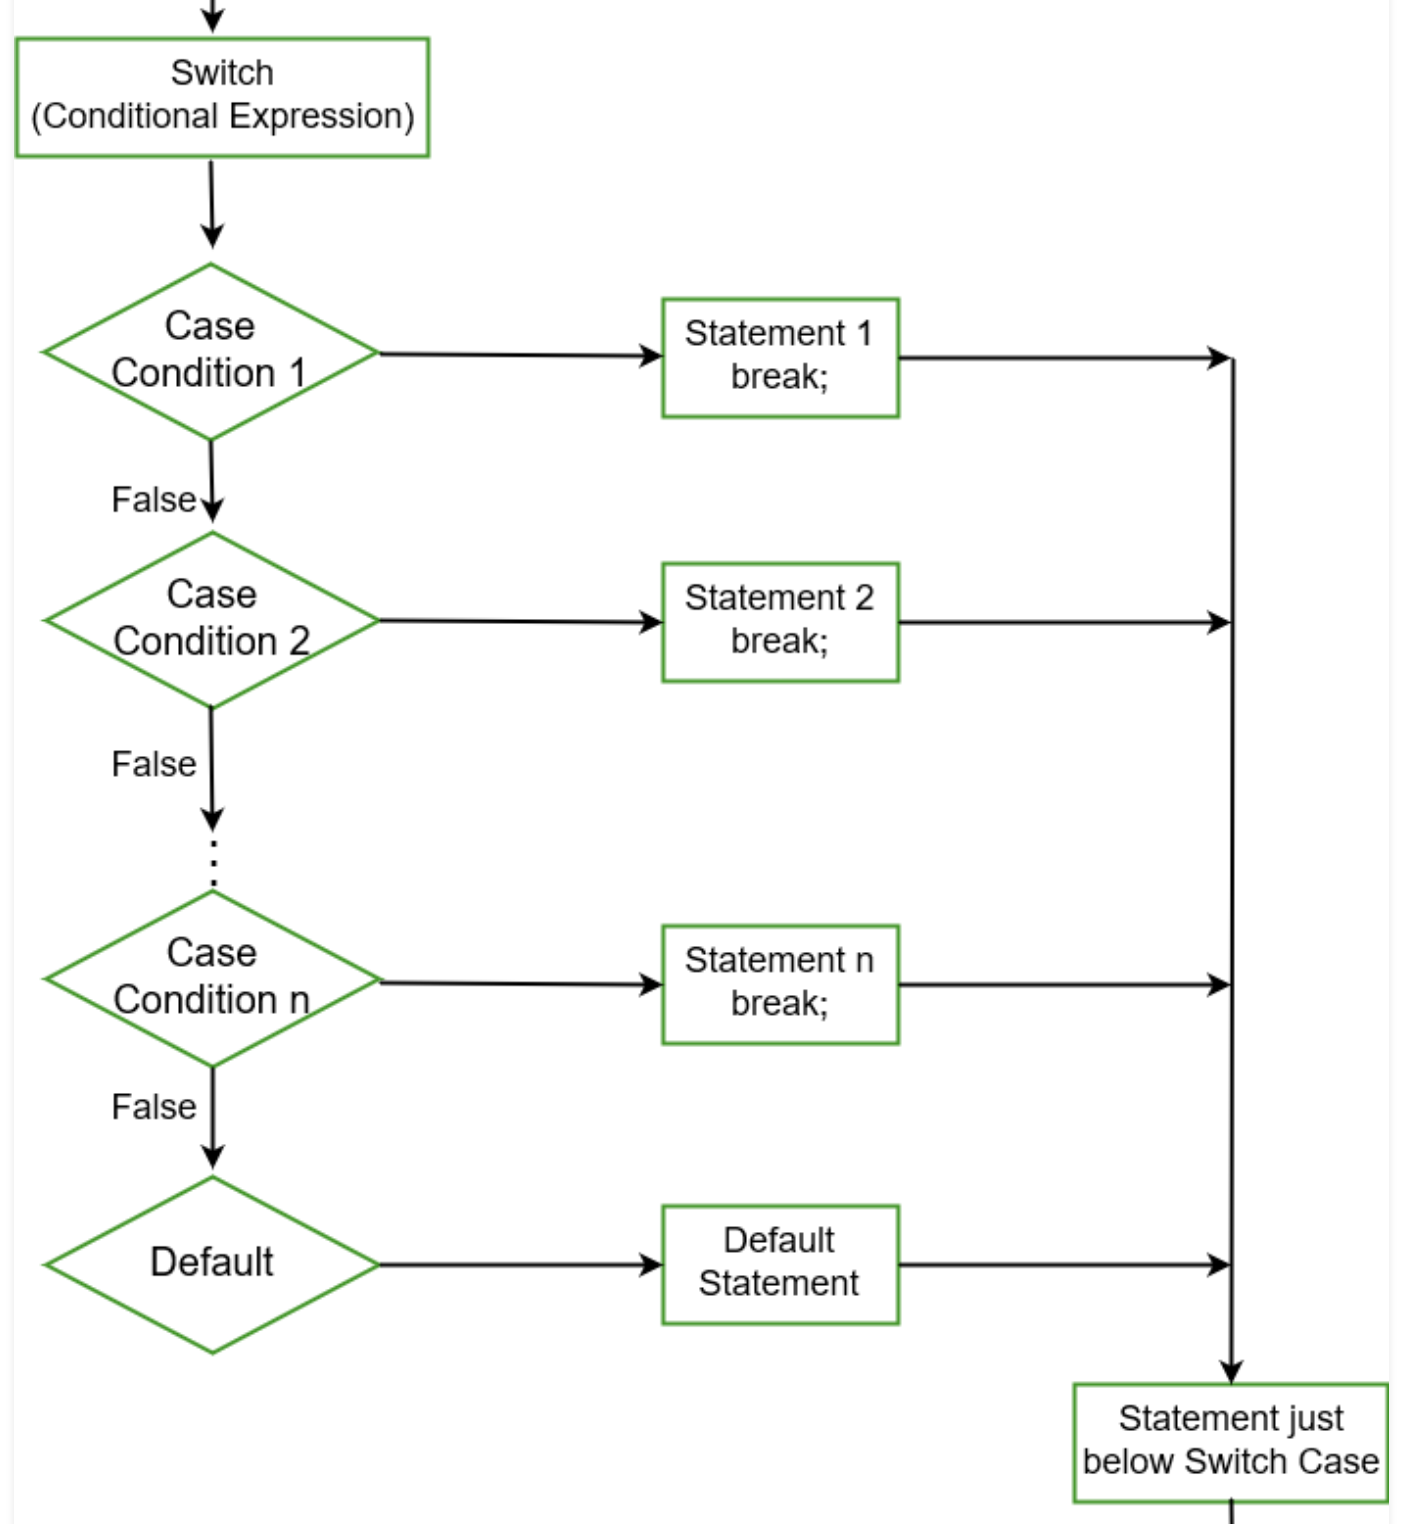 Switch
(Conditional Expression)
Case
Condition 1
Statement 1
break;
False
Case
Condition 2
Statement 2
break;
False
Case
Condition n
Statement n
break;
False
Default
Default
Statement
Statement just
below Switch Case